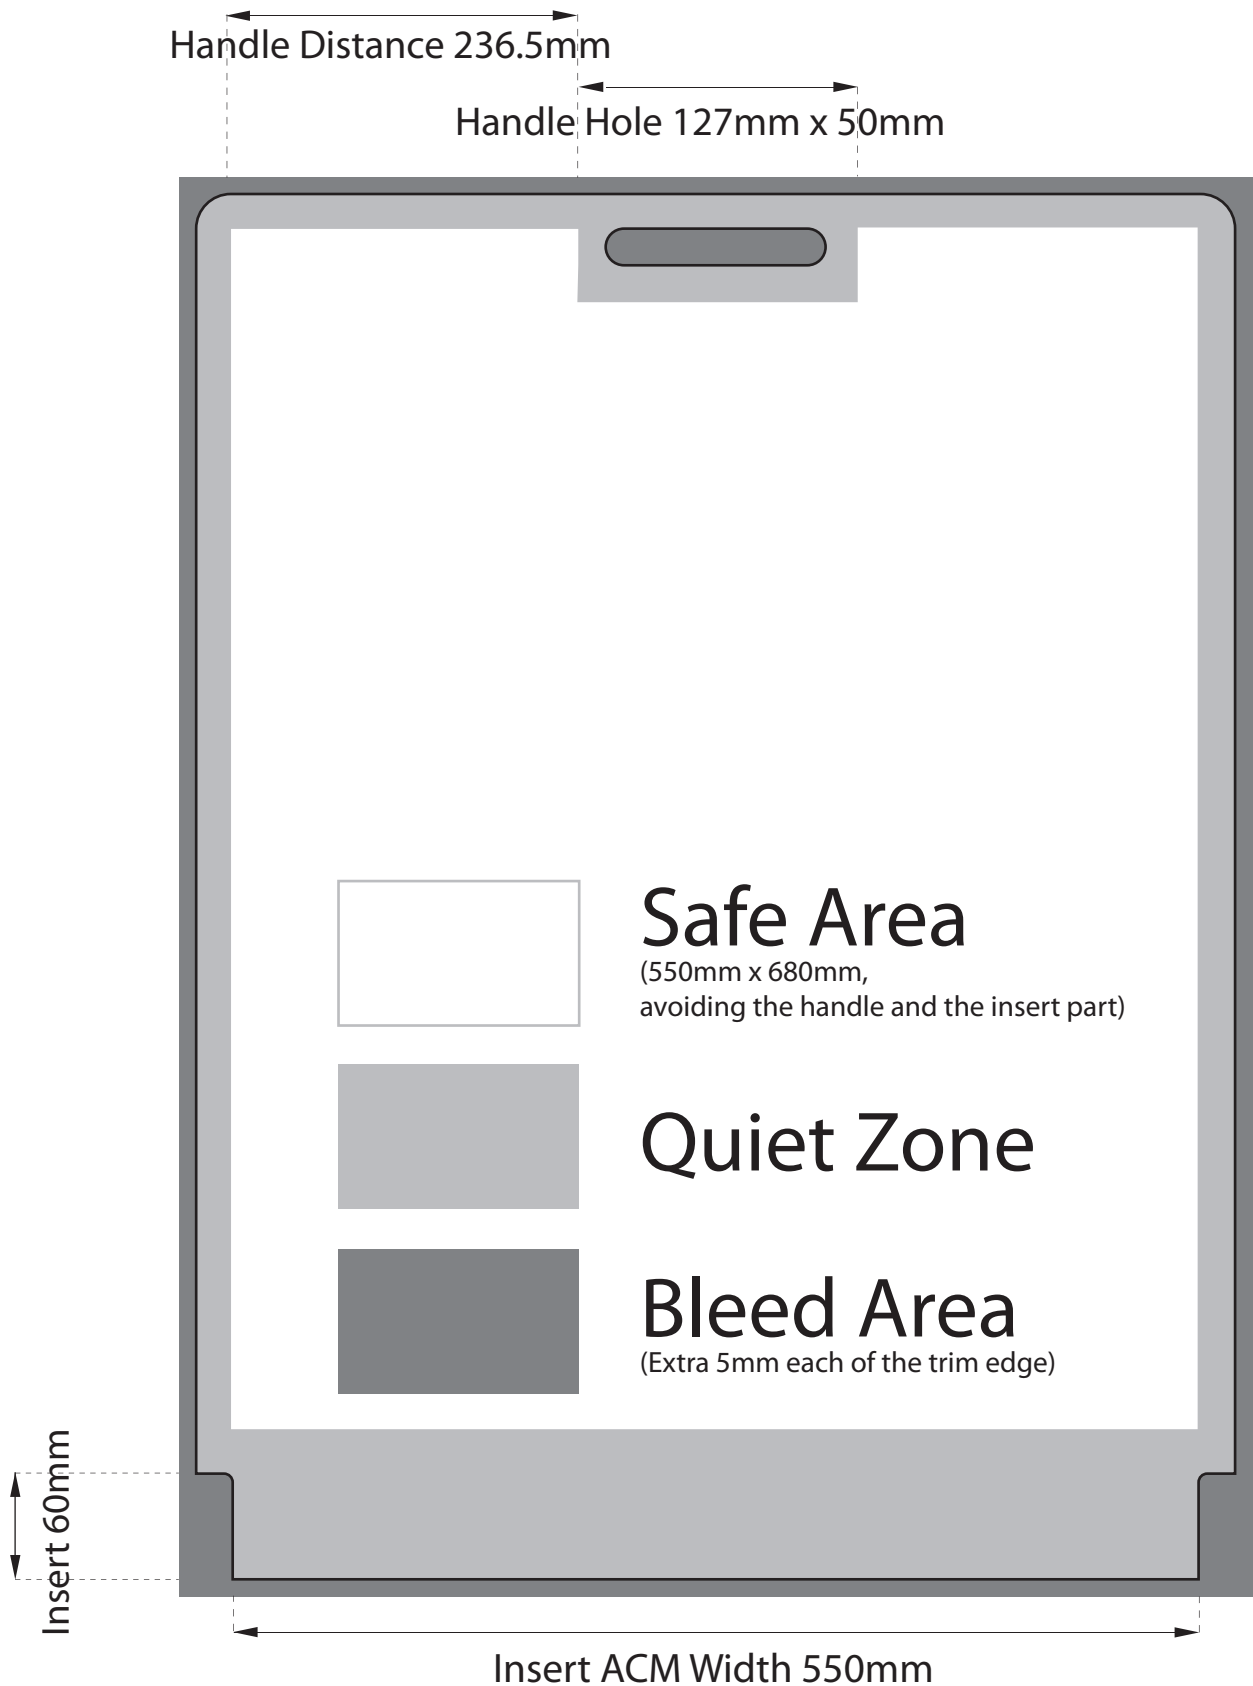 Handle Distance 236.5mm
Handle Hole 127mm x 50mm
Safe Area
(550mm x 680mm,
avoiding the handle and the insert part)
Quiet Zone
Bleed Area
(Extra 5mm each of the trim edge)
Insert 60mm
Insert ACM Width 550mm